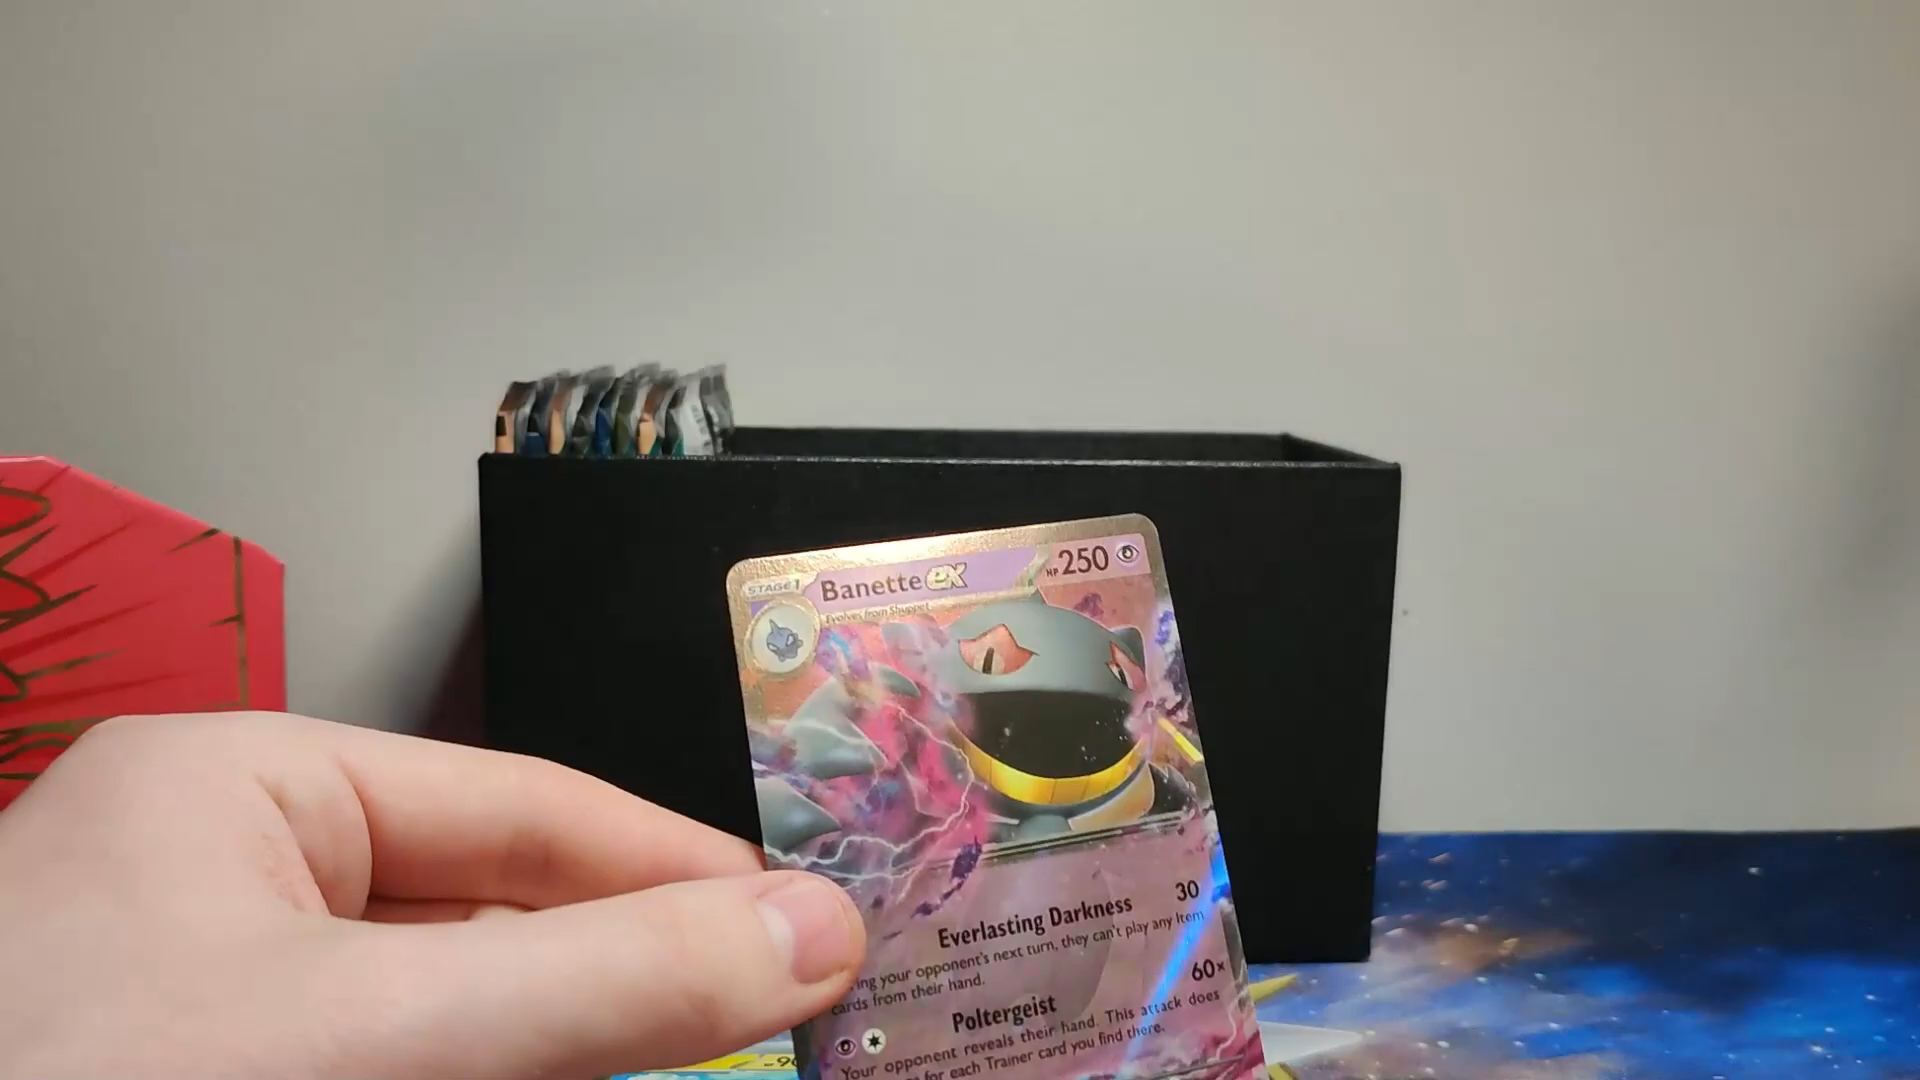 STAGE 1 Banette ex HP 250
Evolves from Shuppet
Everlasting Darkness 30
ing your opponent's next turn, they can't play any Item
cards from their hand.
Poltergeist 60×
Your opponent reveals their hand. This attack does
for each Trainer card you find there.